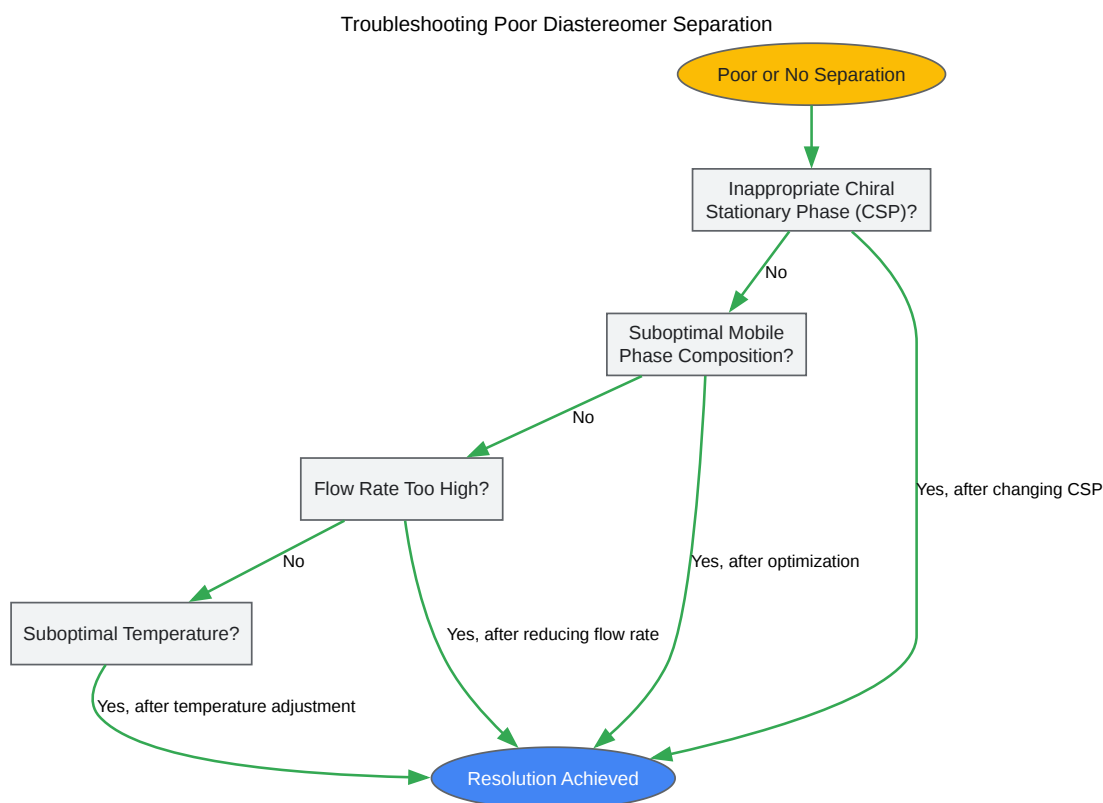 Troubleshooting Poor Diastereomer Separation
Poor or No Separation
Inappropriate Chiral
Stationary Phase (CSP)?
No
Suboptimal Mobile
Phase Composition?
No
Flow Rate Too High?
Yes, after changing CSP
No
Yes, after optimization
Suboptimal Temperature?
Yes, after reducing flow rate
Yes, after temperature adjustment
Resolution Achieved